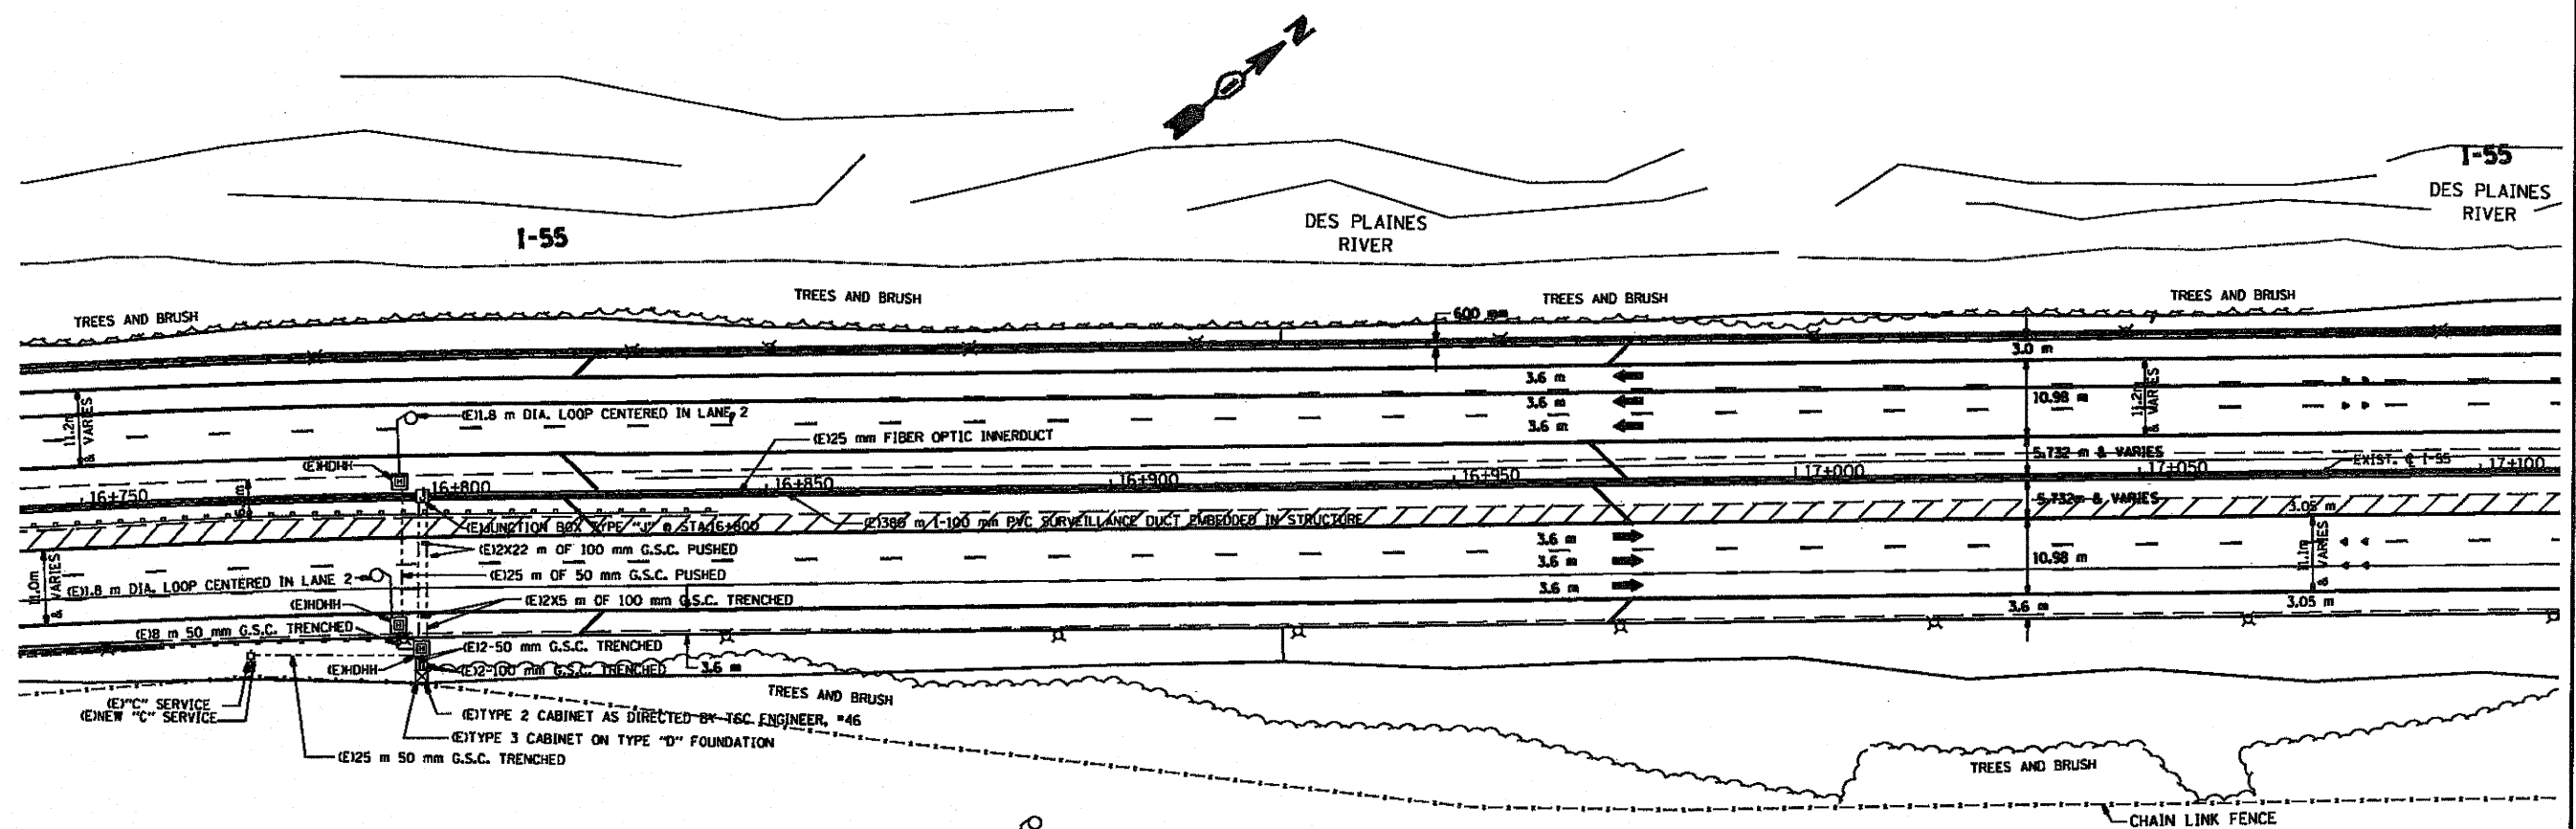 N
I-55
DES PLAINES
RIVER
I-55
DES PLAINES
RIVER
TREES AND BRUSH
TREES AND BRUSH
TREES AND BRUSH
TREES AND BRUSH
600 mm
3.0 m
3.6 m
3.6 m
3.6 m
10.98 m
11.2m
& VARIES
11.2m
& VARIES
(E)1.8 m DIA. LOOP CENTERED IN LANE 2
(E)25 mm FIBER OPTIC INNERDUCT
(E)HDHH
5.732 m & VARIES
EXIST. ℄ I-55
16+750
16+800
16+850
16+900
16+950
17+000
17+050
17+100
5.732m & VARIES
(E)JUNCTION BOX TYPE "J" @ STA.16+800
(E)386 m 1-100 mm PVC SURVEILLANCE DUCT EMBEDDED IN STRUCTURE
3.05 m
(E)2X22 m OF 100 mm G.S.C. PUSHED
(E)25 m OF 50 mm G.S.C. PUSHED
3.6 m
3.6 m
3.6 m
10.98 m
11.1m
& VARIES
11.0m
& VARIES
(E)1.8 m DIA. LOOP CENTERED IN LANE 2
(E)HDHH
(E)2X5 m OF 100 mm G.S.C. TRENCHED
3.6 m
3.05 m
(E)8 m 50 mm G.S.C. TRENCHED
(E)2-50 mm G.S.C. TRENCHED
(E)HDHH
(E)2-100 mm G.S.C. TRENCHED
3.6 m
TREES AND BRUSH
(E)"C" SERVICE
(E)NEW "C" SERVICE
(E)TYPE 2 CABINET AS DIRECTED BY TSC ENGINEER, #46
(E)TYPE 3 CABINET ON TYPE "D" FOUNDATION
(E)25 m 50 mm G.S.C. TRENCHED
TREES AND BRUSH
CHAIN LINK FENCE